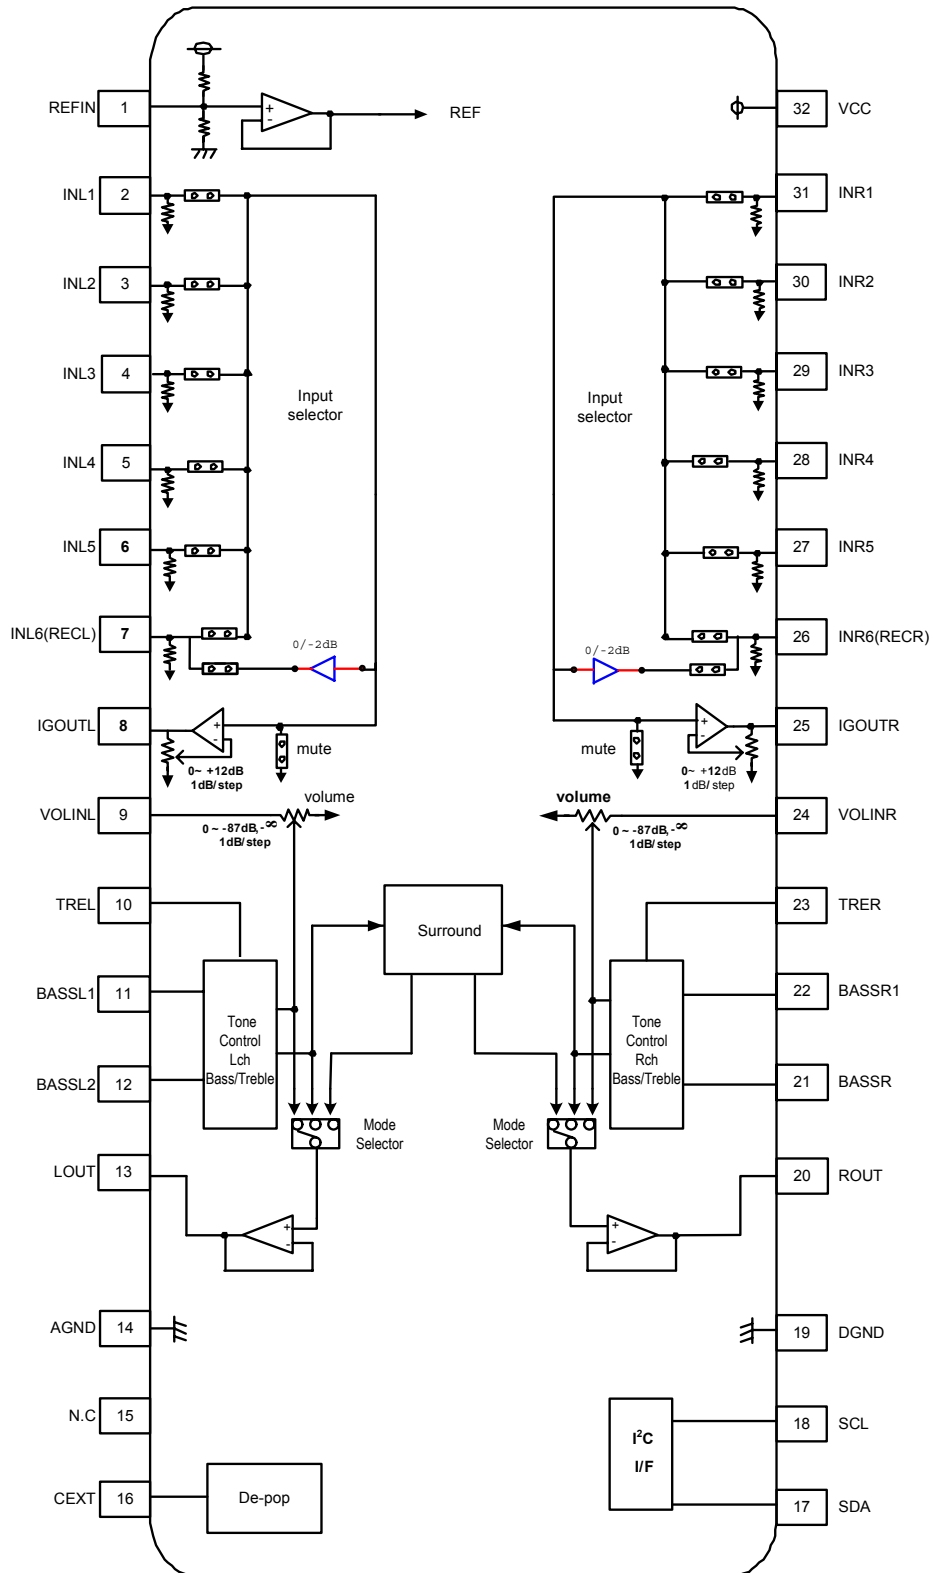 REFIN 1 + - REF 32 VCC
INL1 2 31 INR1
INL2 3 30 INR2
INL3 4 29 INR3
Input
selector
Input
selector
INL4 5 28 INR4
INL5 6 27 INR5
INL6(RECL) 7 0/-2dB 0/-2dB 26 INR6(RECR)
IGOUTL 8 + - mute mute + - 25 IGOUTR
0~ +12dB
1dB/step
0~ +12dB
1dB/step
VOLINL 9 volume volume 24 VOLINR
0 ~ -87dB, -∞
1dB/step
0 ~ -87dB, -∞
1dB/step
TREL 10 Surround 23 TRER
BASSL1 11 22 BASSR1
Tone
Control
Lch
Bass/Treble
Tone
Control
Rch
Bass/Treble
BASSL2 12 21 BASSR
Mode
Selector
Mode
Selector
LOUT 13 + - + - 20 ROUT
AGND 14 19 DGND
N.C 15 18 SCL
I²C
I/F
CEXT 16 De-pop 17 SDA